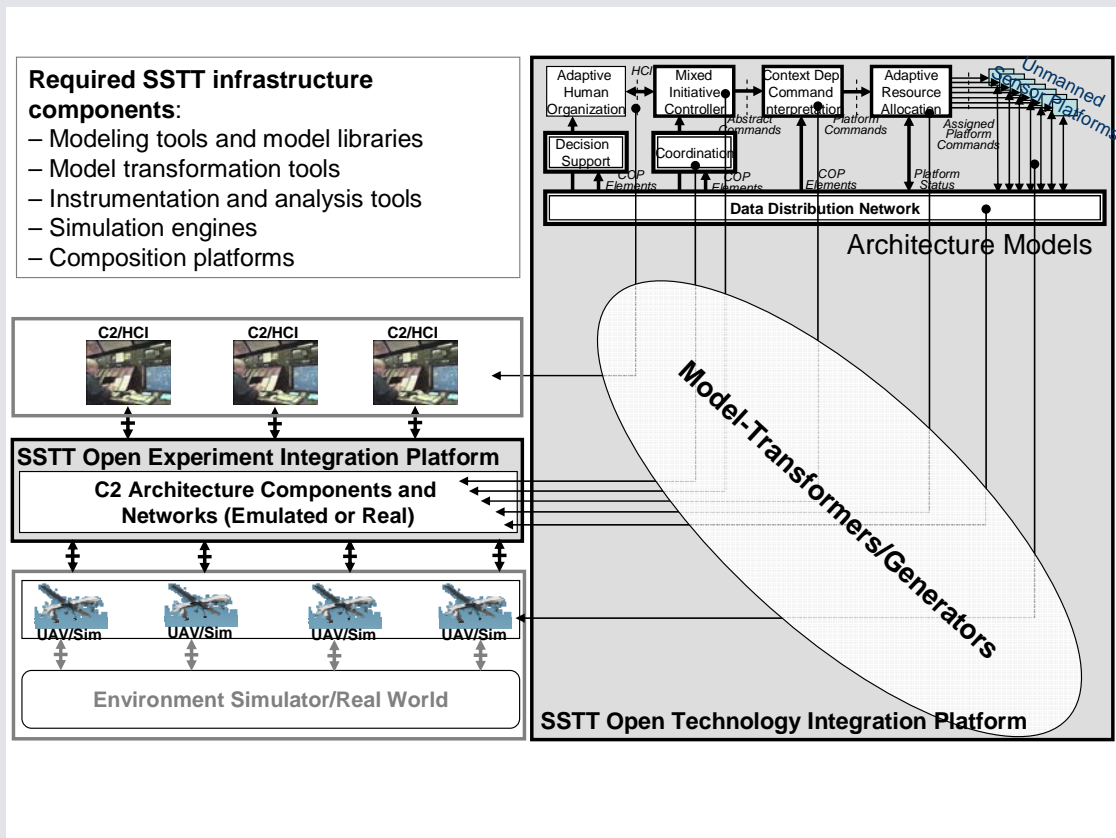 Required SSTT infrastructure
components:
– Modeling tools and model libraries
– Model transformation tools
– Instrumentation and analysis tools
– Simulation engines
– Composition platforms
Adaptive
Human
Organization
HCI
Mixed
Initiative
Controller
Context Dep
Command
Interpretation
Adaptive
Resource
Allocation
Unmanned
Sensor Platforms
Abstract
Commands
Platform
Commands
Assigned
Platform
Commands
Decision
Support
Coordination
COP
Elements
COP
Elements
COP
Elements
Platform
Status
Data Distribution Network
Architecture Models
C2/HCI
C2/HCI
C2/HCI
Model-Transformers/Generators
SSTT Open Experiment Integration Platform
C2 Architecture Components and
Networks (Emulated or Real)
UAV/Sim
UAV/Sim
UAV/Sim
UAV/Sim
Environment Simulator/Real World
SSTT Open Technology Integration Platform